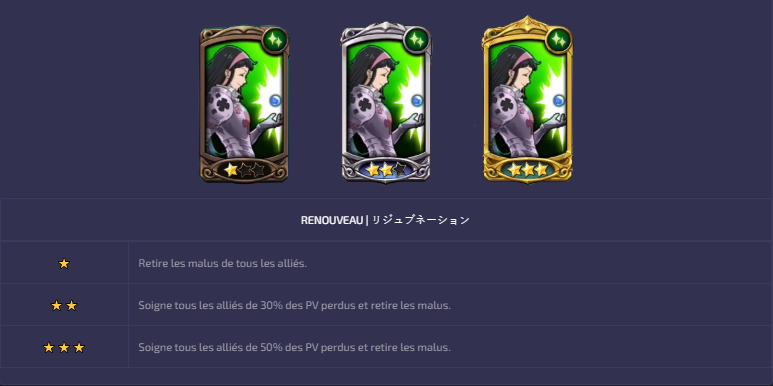 RENOUVEAU | リジュブネーション
Retire les malus de tous les alliés.
Soigne tous les alliés de 30% des PV perdus et retire les malus.
Soigne tous les alliés de 50% des PV perdus et retire les malus.